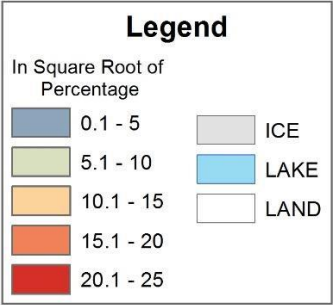 Legend
In Square Root of
Percentage
0.1 - 5
5.1 - 10
10.1 - 15
15.1 - 20
20.1 - 25
ICE
LAKE
LAND